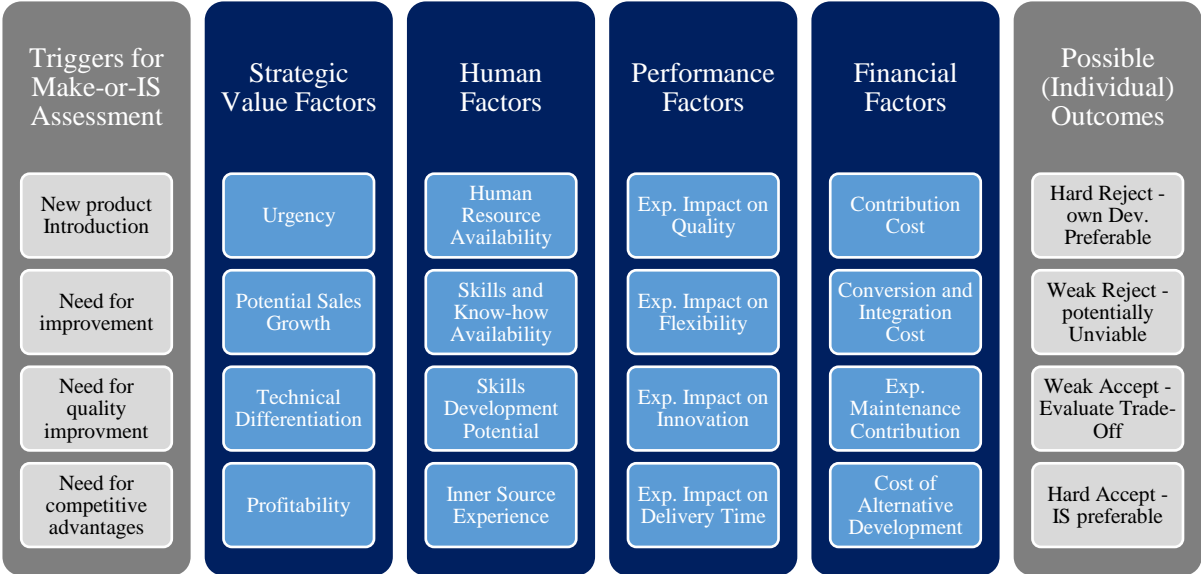 Triggers for
Make-or-IS
Assessment
New product
Introduction
Need for
improvement
Need for
quality
improvment
Need for
competitive
advantages
Strategic
Value Factors
Urgency
Potential Sales
Growth
Technical
Differentiation
Profitability
Human
Factors
Human
Resource
Availability
Skills and
Know-how
Availability
Skills
Development
Potential
Inner Source
Experience
Performance
Factors
Exp. Impact on
Quality
Exp. Impact on
Flexibility
Exp. Impact on
Innovation
Exp. Impact on
Delivery Time
Financial
Factors
Contribution
Cost
Conversion and
Integration
Cost
Exp.
Maintenance
Contribution
Cost of
Alternative
Development
Possible
(Individual)
Outcomes
Hard Reject -
own Dev.
Preferable
Weak Reject -
potentially
Unviable
Weak Accept -
Evaluate Trade-
Off
Hard Accept -
IS preferable